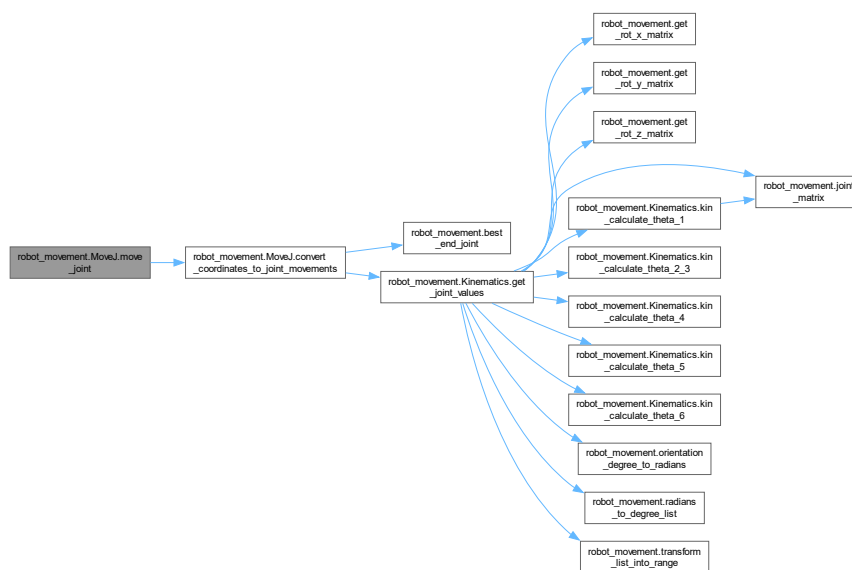 robot_movement.get
_rot_x_matrix
robot_movement.get
_rot_y_matrix
robot_movement.get
_rot_z_matrix
robot_movement.joint
_matrix
robot_movement.Kinematics.kin
_calculate_theta_1
robot_movement.best
_end_joint
robot_movement.MoveJ.move
_joint
robot_movement.MoveJ.convert
_coordinates_to_joint_movements
robot_movement.Kinematics.kin
_calculate_theta_2_3
robot_movement.Kinematics.get
_joint_values
robot_movement.Kinematics.kin
_calculate_theta_4
robot_movement.Kinematics.kin
_calculate_theta_5
robot_movement.Kinematics.kin
_calculate_theta_6
robot_movement.orientation
_degree_to_radians
robot_movement.radians
_to_degree_list
robot_movement.transform
_list_into_range